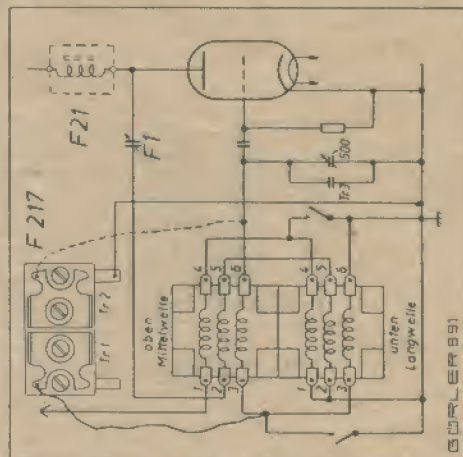 F21
F1
F 217
Tr.1
Tr.2
500
Tr.3
oben
Mittelwelle
4
5
6
1
2
3
4
5
6
1
2
3
unten
Langwelle
GÖRLER 891